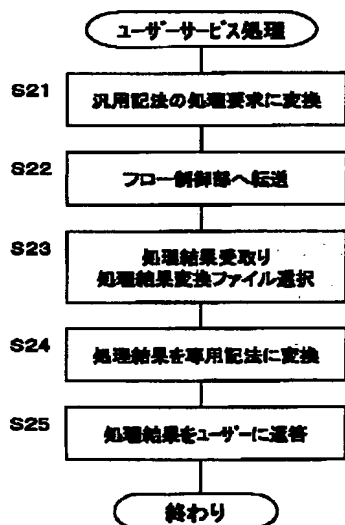 ユーザーサービス処理
S21
汎用記法の処理要求に変換
S22
フロー制御部へ転送
S23
処理結果受取り
処理結果変換ファイル選択
S24
処理結果を専用記法に変換
S25
処理結果をユーザーに返答
終わり